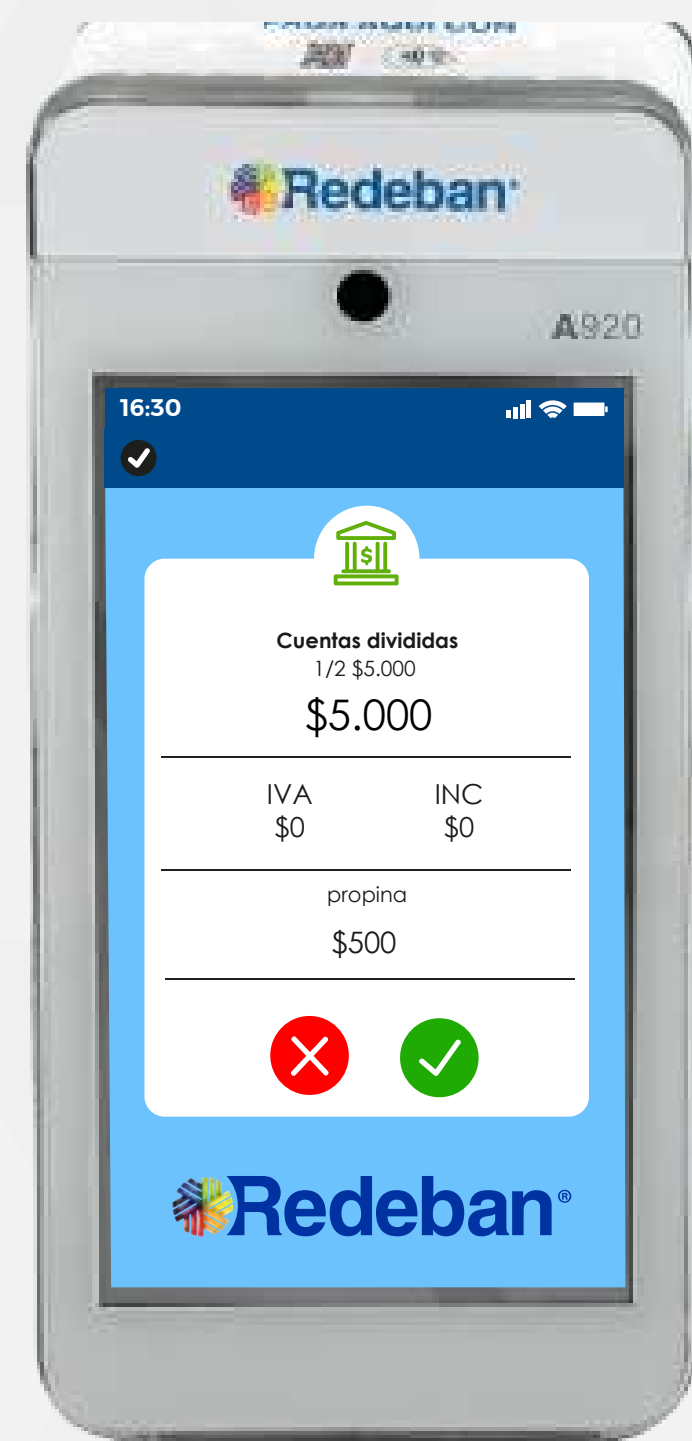 Redeban
A920
16:30
$
Cuentas divididas
1/2 $5.000
$5.000
IVA INC
$0 $0
propina
$500
Redeban®